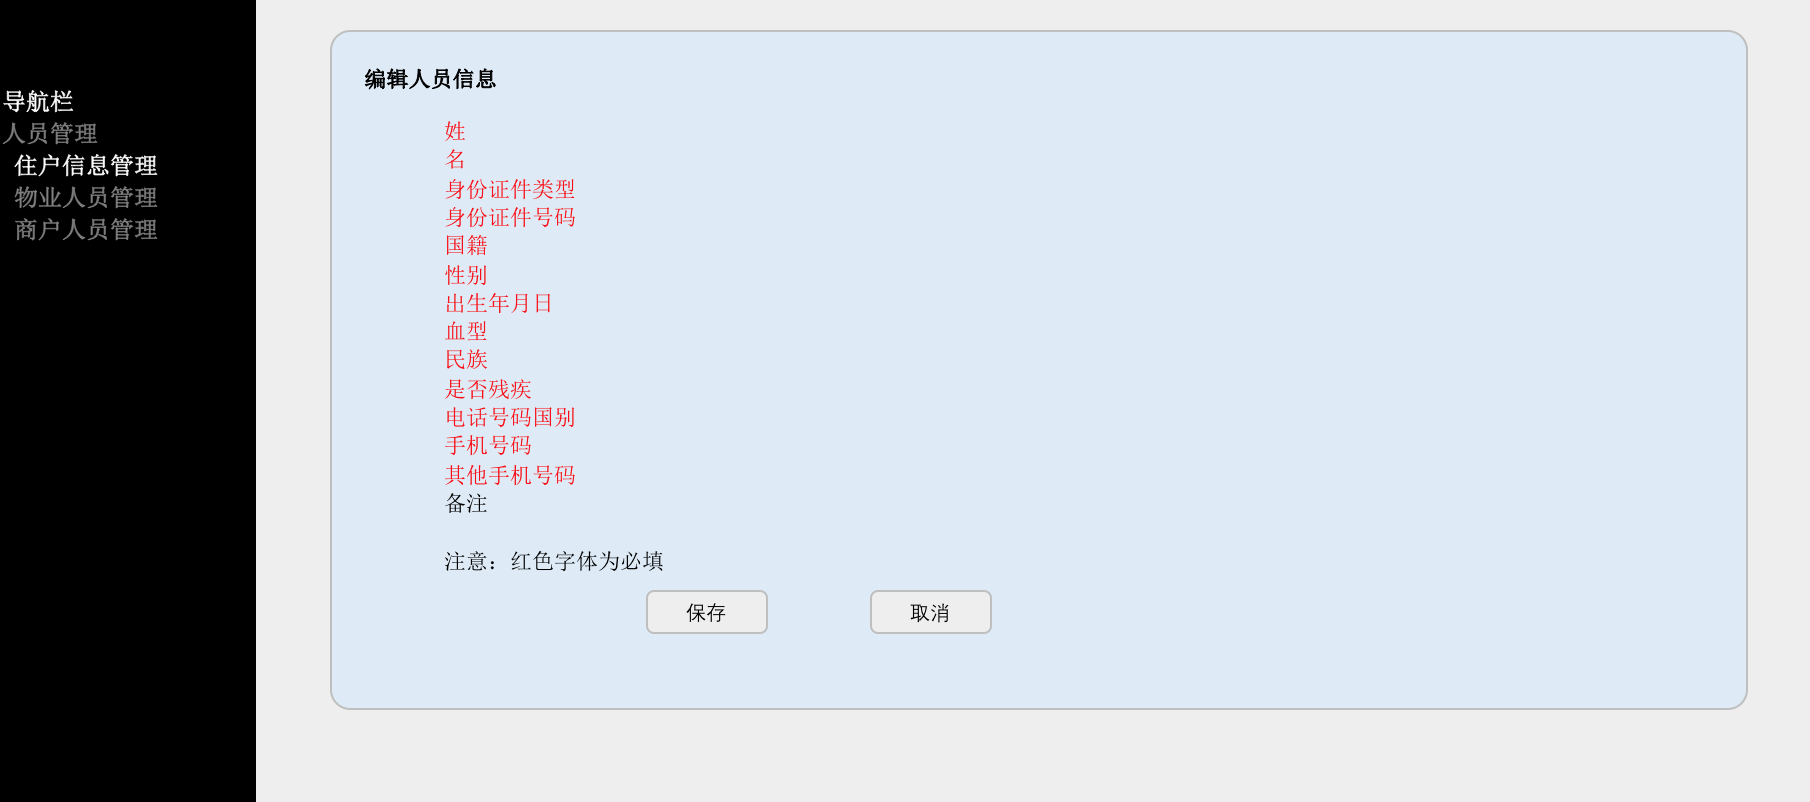 导航栏
人员管理
住户信息管理
物业人员管理
商户人员管理
编辑人员信息
姓
名
身份证件类型
身份证件号码
国籍
性别
出生年月日
血型
民族
是否残疾
电话号码国别
手机号码
其他手机号码
备注
注意：红色字体为必填
保存
取消